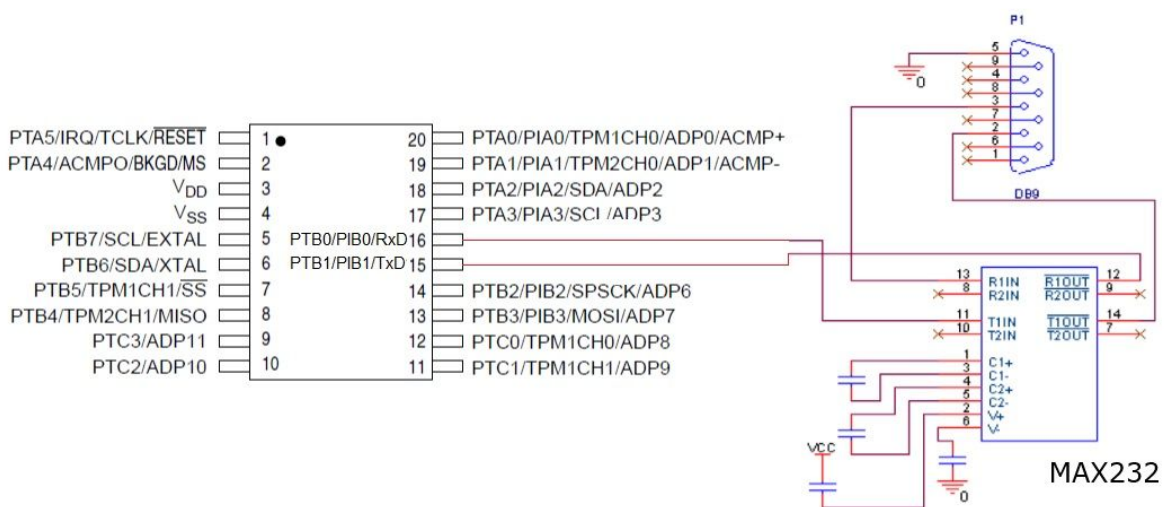 P1
5
9
4
8
3
7
2
6
1
DB9
0
PTA5/IRQ/TCLK/RESET 1 20 PTA0/PIA0/TPM1CH0/ADP0/ACMP+
PTA4/ACMPO/BKGD/MS 2 19 PTA1/PIA1/TPM2CH0/ADP1/ACMP-
VDD 3 18 PTA2/PIA2/SDA/ADP2
VSS 4 17 PTA3/PIA3/SCL/ADP3
PTB7/SCL/EXTAL 5 PTB0/PIB0/RxD 16
PTB6/SDA/XTAL 6 PTB1/PIB1/TxD 15
PTB5/TPM1CH1/SS 7 14 PTB2/PIB2/SPSCK/ADP6
PTB4/TPM2CH1/MISO 8 13 PTB3/PIB3/MOSI/ADP7
PTC3/ADP11 9 12 PTC0/TPM1CH0/ADP8
PTC2/ADP10 10 11 PTC1/TPM1CH1/ADP9
13 R1IN R1OUT 12
8 R2IN R2OUT 9
11 T1IN T1OUT 14
10 T2IN T2OUT 7
1 C1+
3 C1-
4 C2+
5 C2-
2 V+
6 V-
VCC
0
MAX232